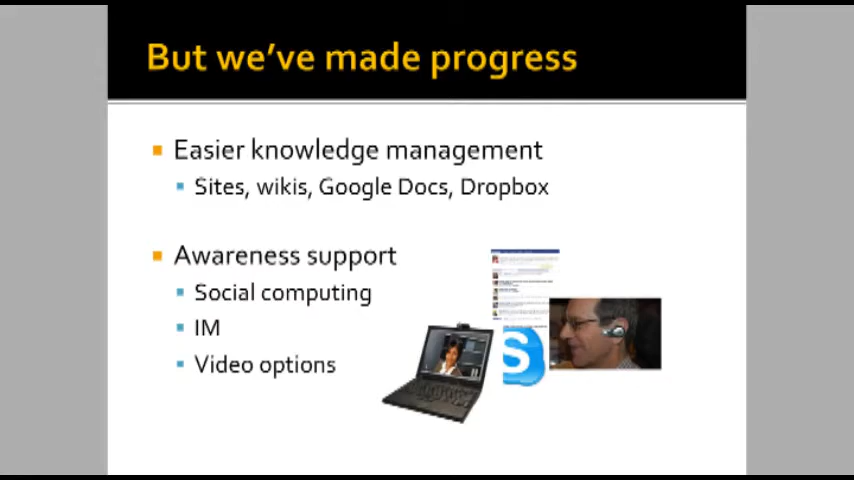 But we've made progress
Easier knowledge management
Sites, wikis, Google Docs, Dropbox
Awareness support
Social computing
IM
Video options
S